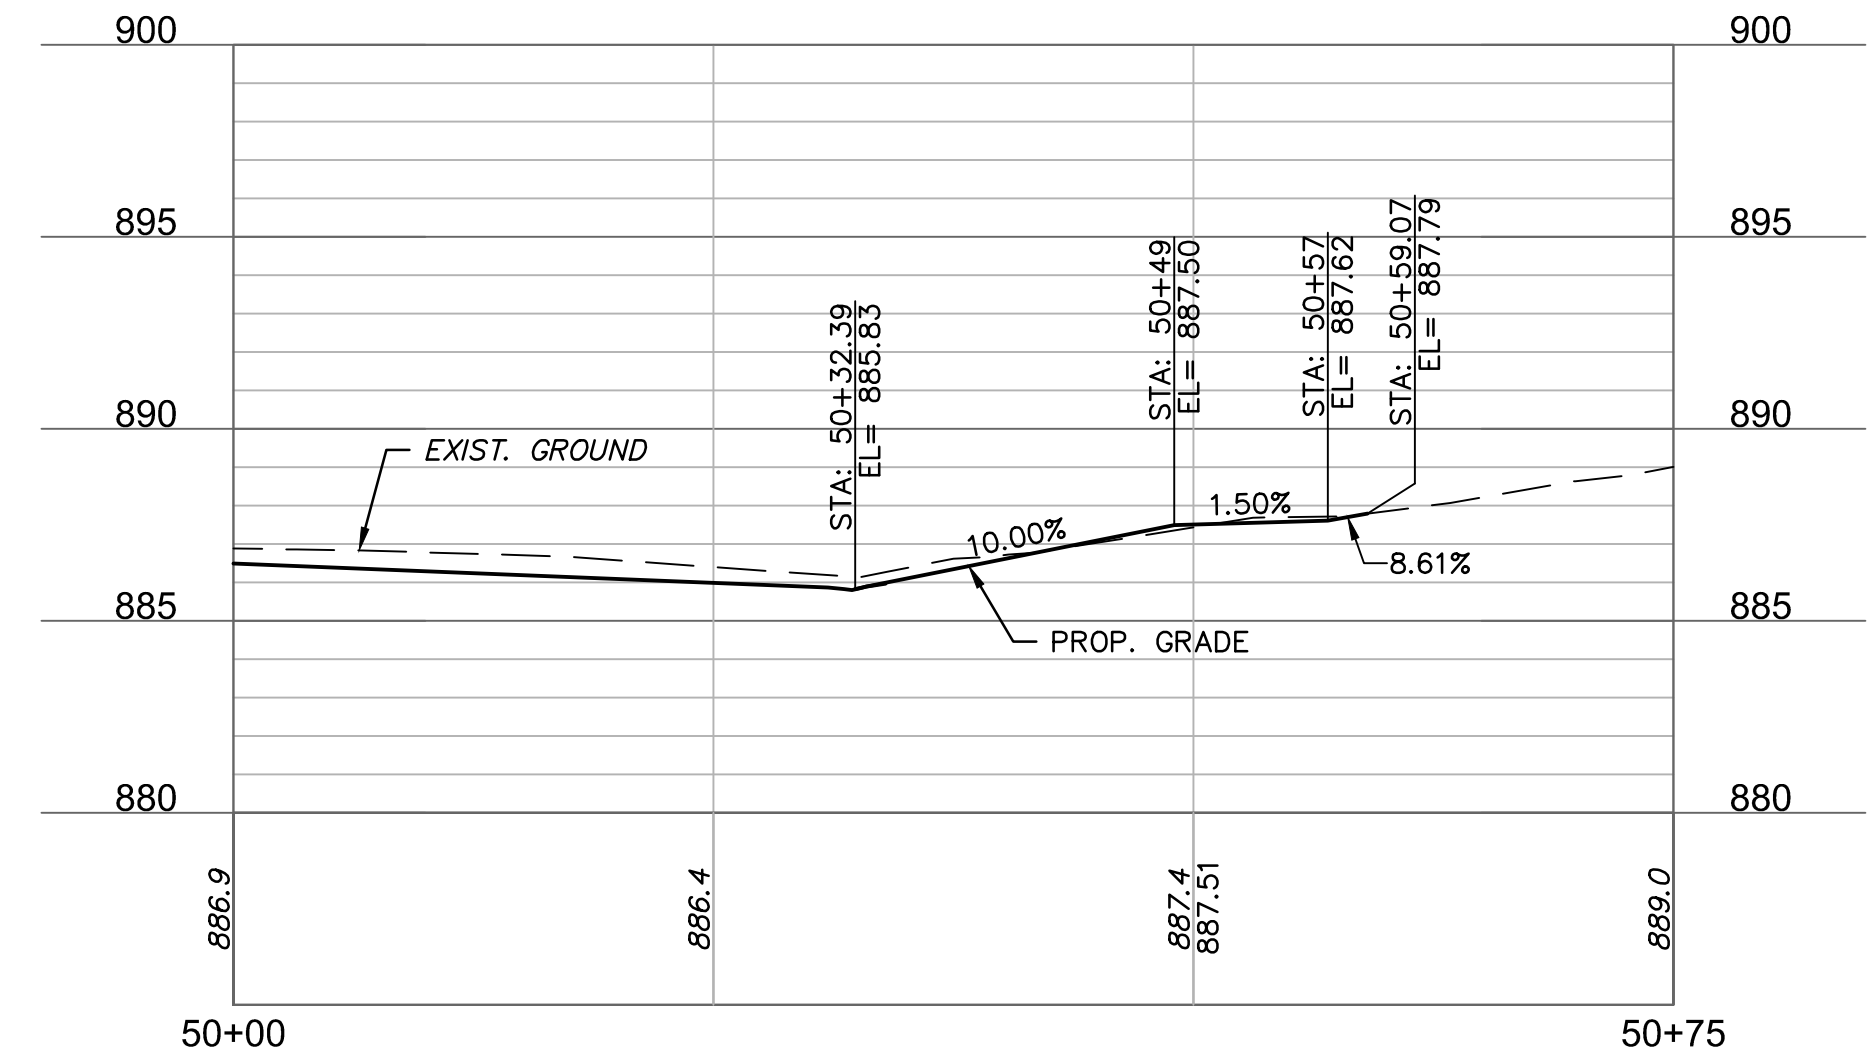 900
900
895
895
890
890
885
885
880
880
STA: 50+32.39
EL= 885.83
STA: 50+49
EL= 887.50
STA: 50+57
EL= 887.62
STA: 50+59.07
EL= 887.79
EXIST. GROUND
10.00%
1.50%
8.61%
PROP. GRADE
886.9
886.4
887.4
887.51
889.0
50+00
50+75